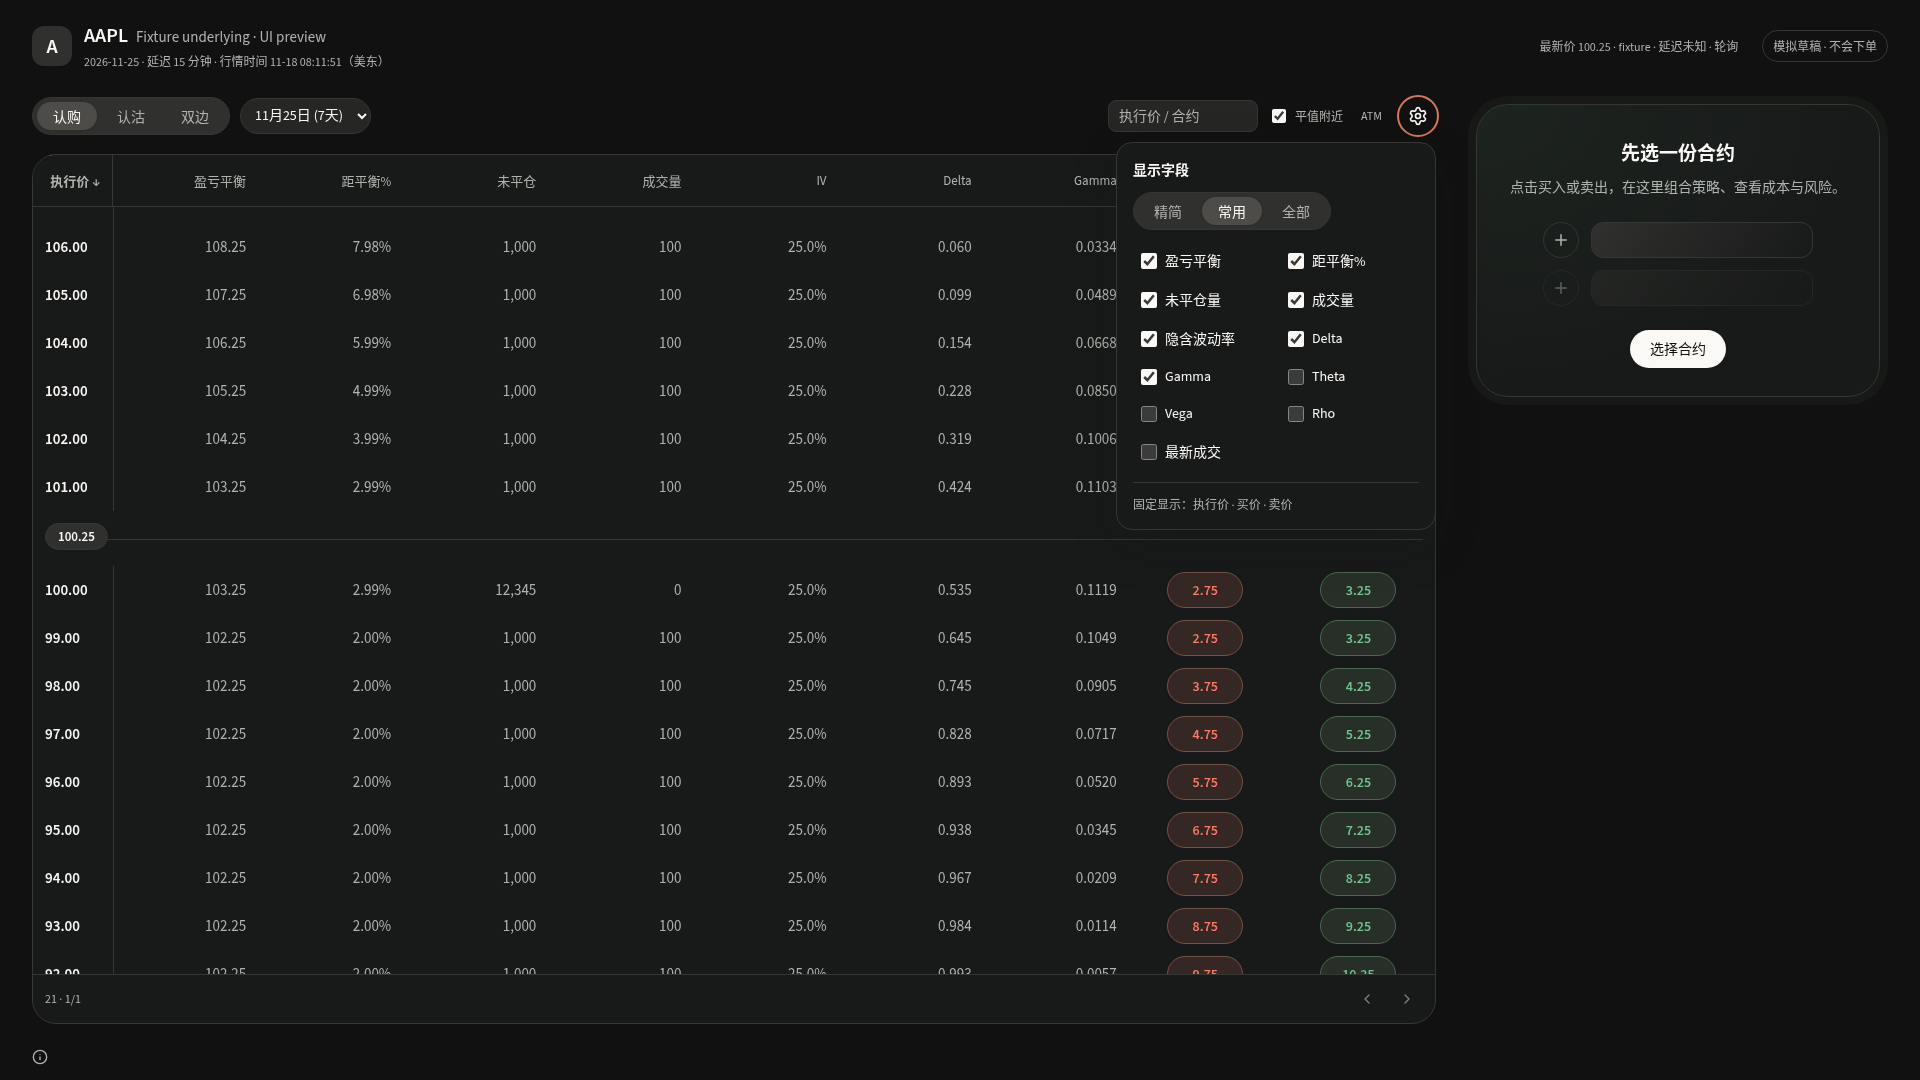 A
AAPL Fixture underlying · UI preview
2026-11-25 · 延迟 15 分钟 · 行情时间 11-18 08:11:51（美东）
最新价 100.25 · fixture · 延迟未知 · 轮询
模拟草稿 · 不会下单
认购 认沽 双边 11月25日 (7天)
执行价 / 合约 平值附近 ATM
执行价 ↓ 盈亏平衡 距平衡% 未平仓 成交量 IV Delta Gamma
106.00 108.25 7.98% 1,000 100 25.0% 0.060 0.0334
105.00 107.25 6.98% 1,000 100 25.0% 0.099 0.0489
104.00 106.25 5.99% 1,000 100 25.0% 0.154 0.0668
103.00 105.25 4.99% 1,000 100 25.0% 0.228 0.0850
102.00 104.25 3.99% 1,000 100 25.0% 0.319 0.1006
101.00 103.25 2.99% 1,000 100 25.0% 0.424 0.1103
100.25
100.00 103.25 2.99% 12,345 0 25.0% 0.535 0.1119 2.75 3.25
99.00 102.25 2.00% 1,000 100 25.0% 0.645 0.1049 2.75 3.25
98.00 102.25 2.00% 1,000 100 25.0% 0.745 0.0905 3.75 4.25
97.00 102.25 2.00% 1,000 100 25.0% 0.828 0.0717 4.75 5.25
96.00 102.25 2.00% 1,000 100 25.0% 0.893 0.0520 5.75 6.25
95.00 102.25 2.00% 1,000 100 25.0% 0.938 0.0345 6.75 7.25
94.00 102.25 2.00% 1,000 100 25.0% 0.967 0.0209 7.75 8.25
93.00 102.25 2.00% 1,000 100 25.0% 0.984 0.0114 8.75 9.25
92.00 102.25 2.00% 1,000 100 25.0% 0.993 0.0057 9.75 10.25
21 · 1/1
显示字段
精简 常用 全部
盈亏平衡 距平衡%
未平仓量 成交量
隐含波动率 Delta
Gamma Theta
Vega Rho
最新成交
固定显示：执行价 · 买价 · 卖价
先选一份合约
点击买入或卖出，在这里组合策略、查看成本与风险。
选择合约